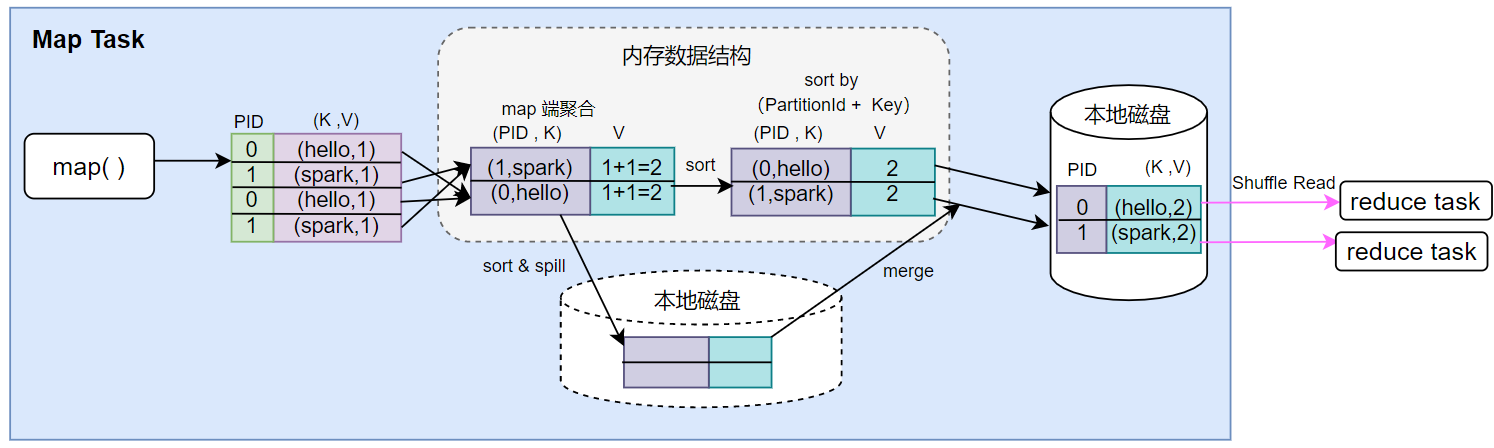 Map Task
map( )
PID
(K ,V)
0
(hello,1)
1
(spark,1)
0
(hello,1)
1
(spark,1)
内存数据结构
map 端聚合
(PID , K)
V
(1,spark)
1+1=2
(0,hello)
1+1=2
sort
sort by
（PartitionId + Key）
(PID , K)
V
(0,hello)
2
(1,spark)
2
sort & spill
本地磁盘
merge
本地磁盘
PID
(K ,V)
0
(hello,2)
1
(spark,2)
Shuffle Read
reduce task
reduce task